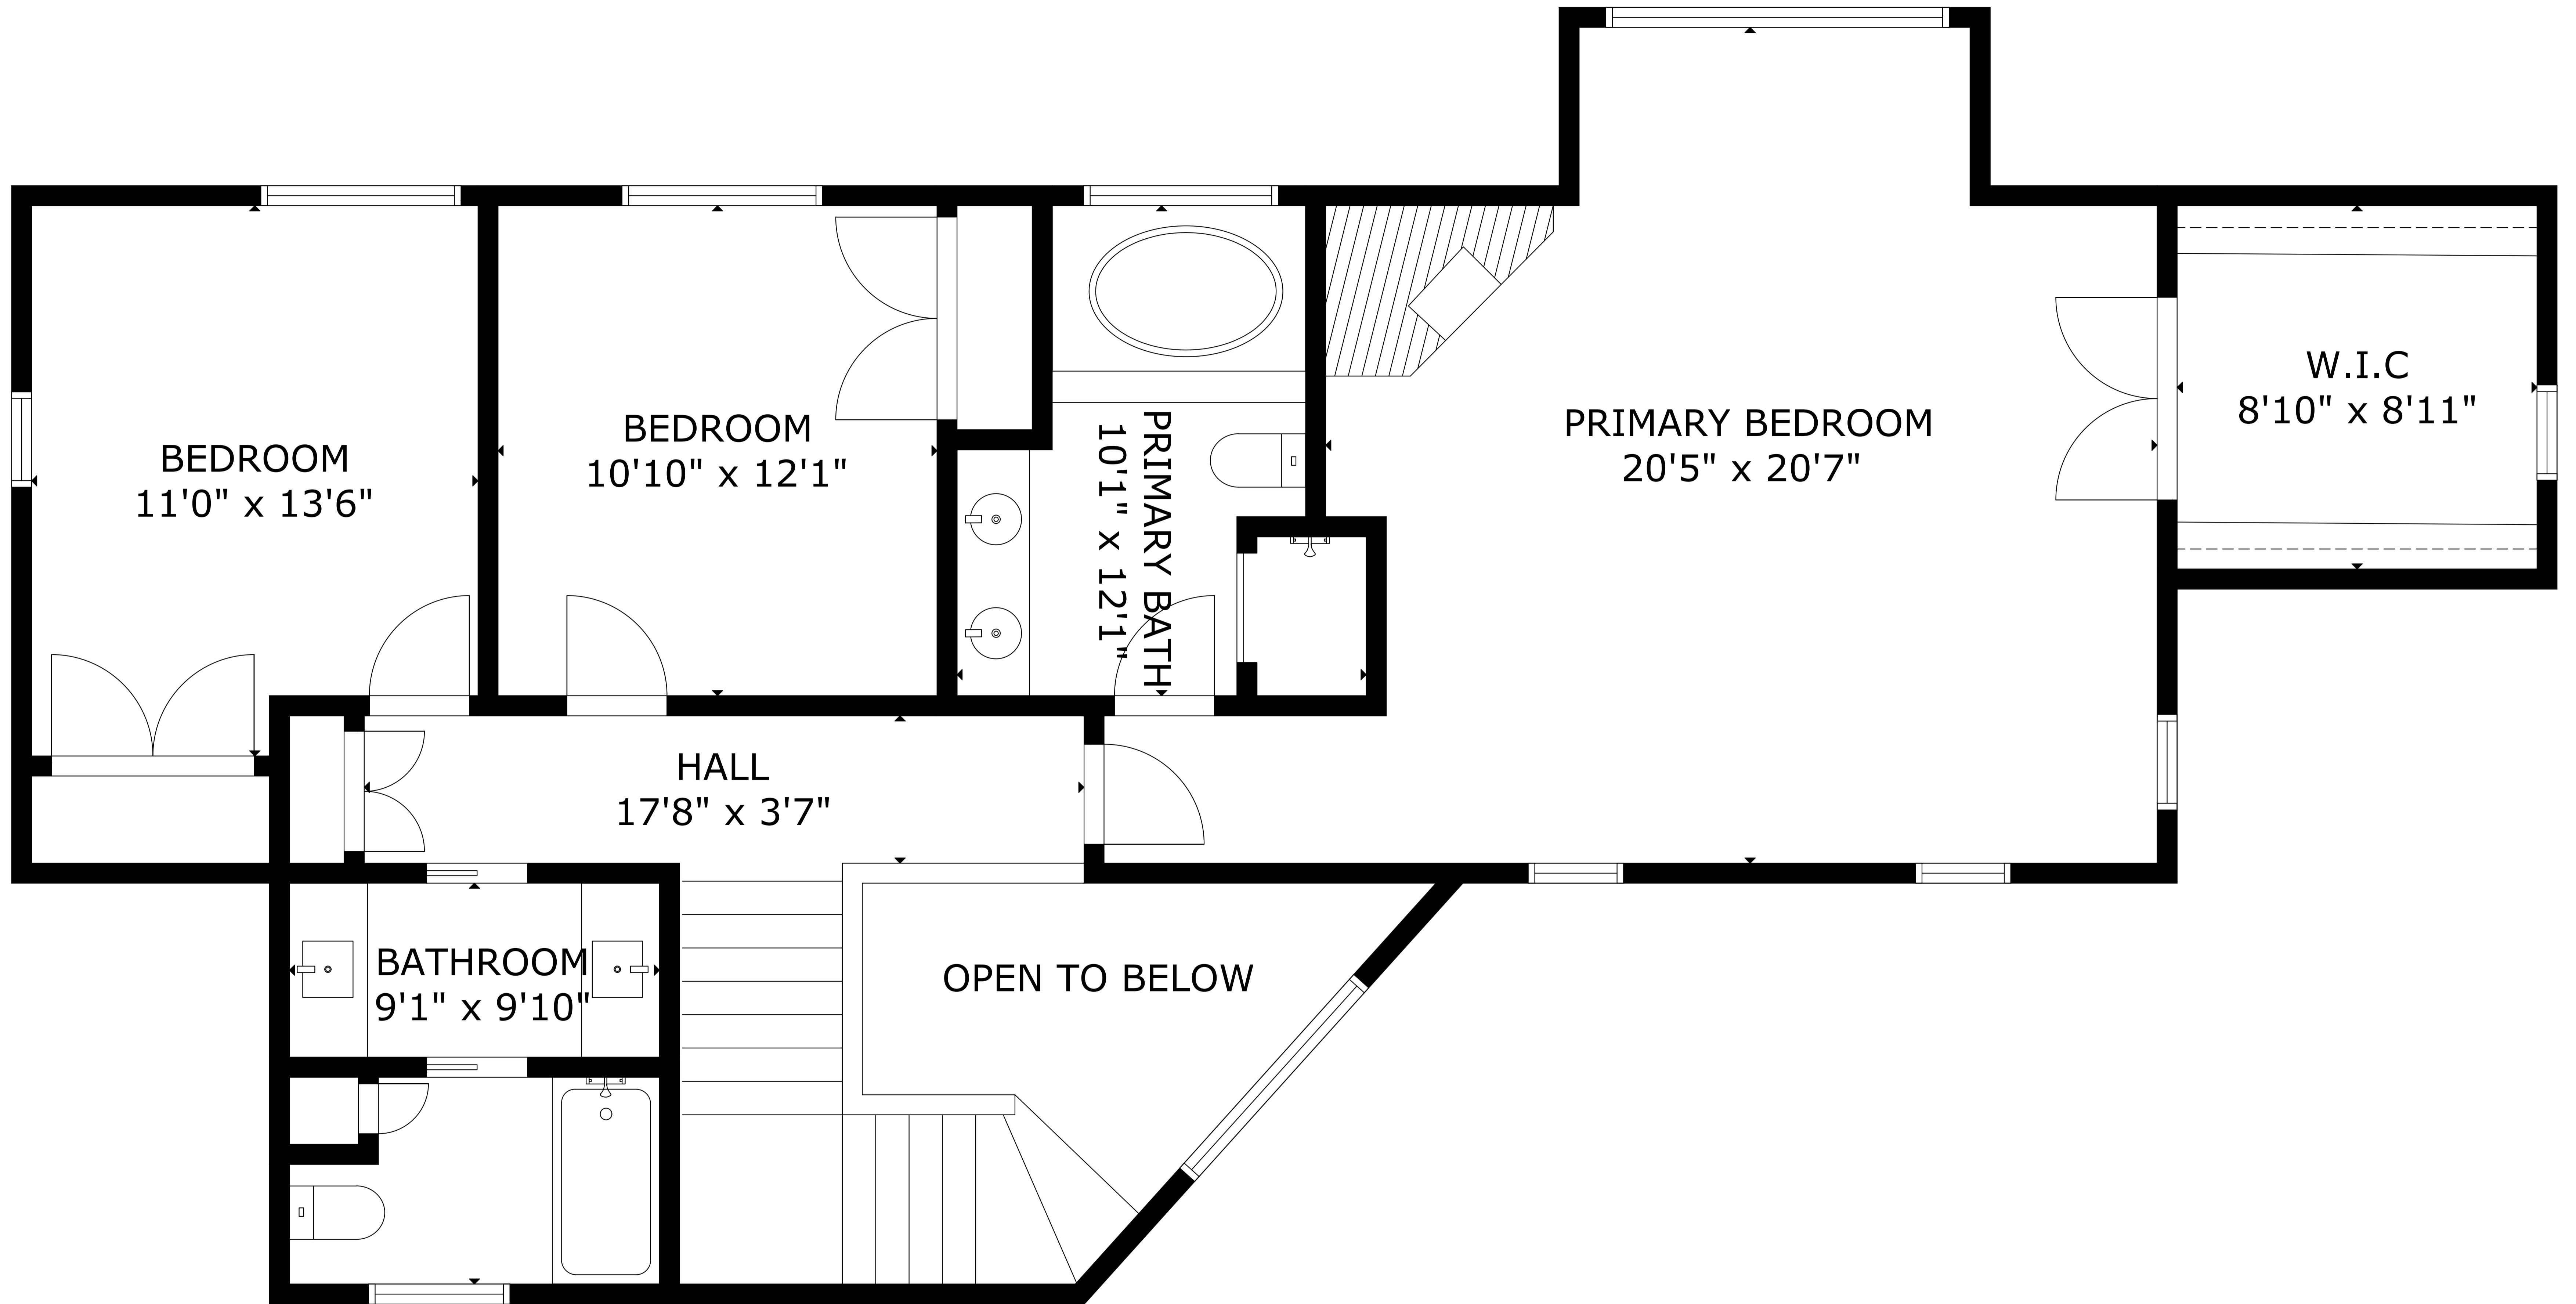 BEDROOM
11'0" x 13'6"
BEDROOM
10'10" x 12'1"
PRIMARY BATH
10'1" x 12'1"
PRIMARY BEDROOM
20'5" x 20'7"
W.I.C
8'10" x 8'11"
HALL
17'8" x 3'7"
BATHROOM
9'1" x 9'10"
OPEN TO BELOW